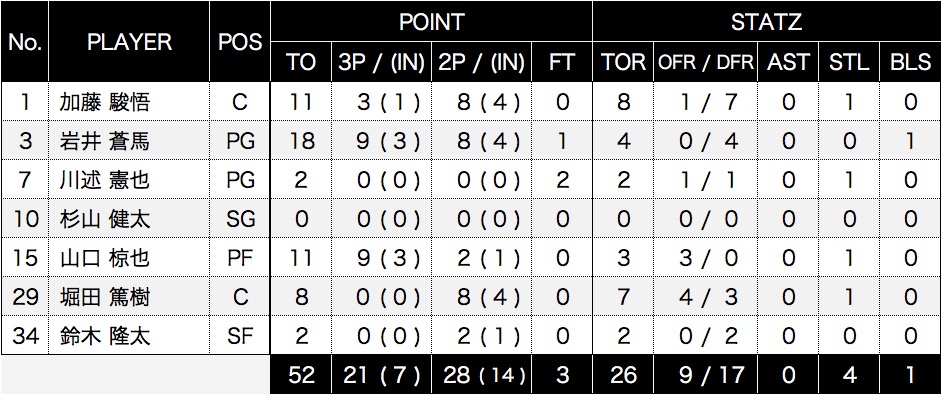 No. PLAYER POS POINT STATZ
TO 3P / (IN) 2P / (IN) FT TOR OFR / DFR AST STL BLS
1 加藤 駿悟 C 11 3 ( 1 ) 8 ( 4 ) 0 8 1 / 7 0 1 0
3 岩井 蒼馬 PG 18 9 ( 3 ) 8 ( 4 ) 1 4 0 / 4 0 0 1
7 川述 憲也 PG 2 0 ( 0 ) 0 ( 0 ) 2 2 1 / 1 0 1 0
10 杉山 健太 SG 0 0 ( 0 ) 0 ( 0 ) 0 0 0 / 0 0 0 0
15 山口 椋也 PF 11 9 ( 3 ) 2 ( 1 ) 0 3 3 / 0 0 1 0
29 堀田 篤樹 C 8 0 ( 0 ) 8 ( 4 ) 0 7 4 / 3 0 1 0
34 鈴木 隆太 SF 2 0 ( 0 ) 2 ( 1 ) 0 2 0 / 2 0 0 0
52 21 ( 7 ) 28 ( 14 ) 3 26 9 / 17 0 4 1